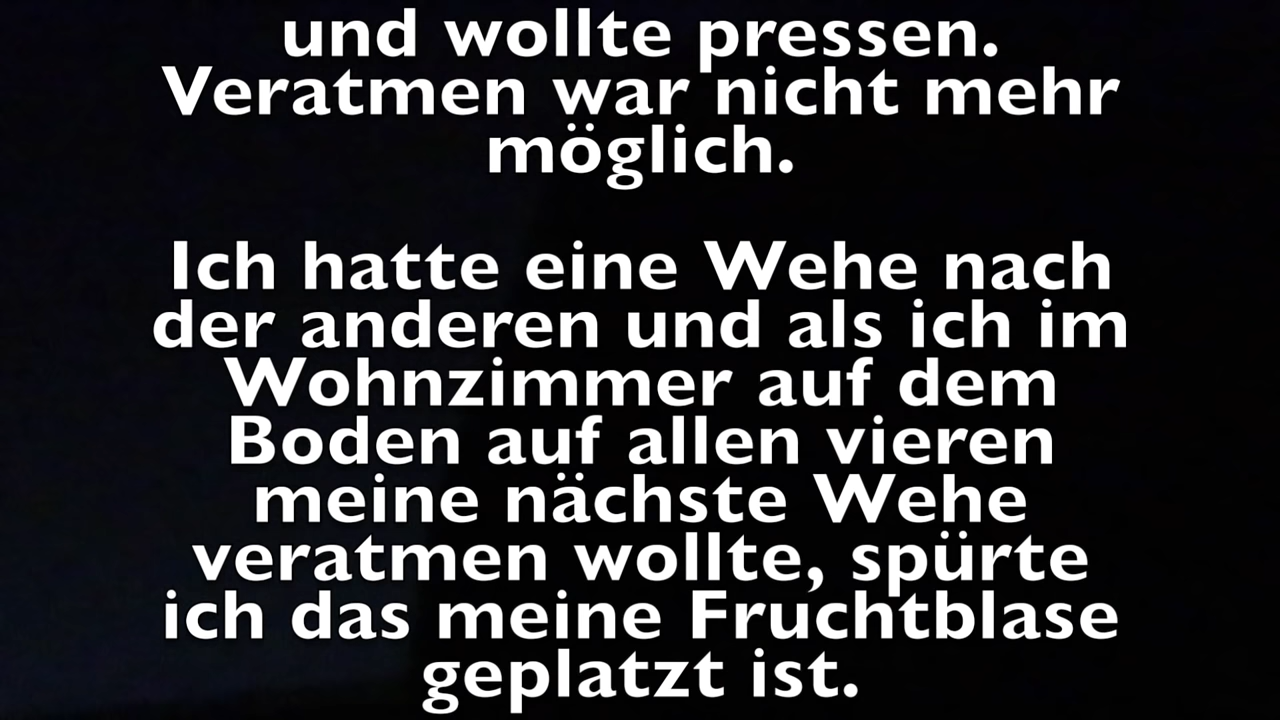 und wollte pressen.
Veratmen war nicht mehr
möglich.
Ich hatte eine Wehe nach
der anderen und als ich im
Wohnzimmer auf dem
Boden auf allen vieren
meine nächste Wehe
veratmen wollte, spürte
ich das meine Fruchtblase
geplatzt ist.